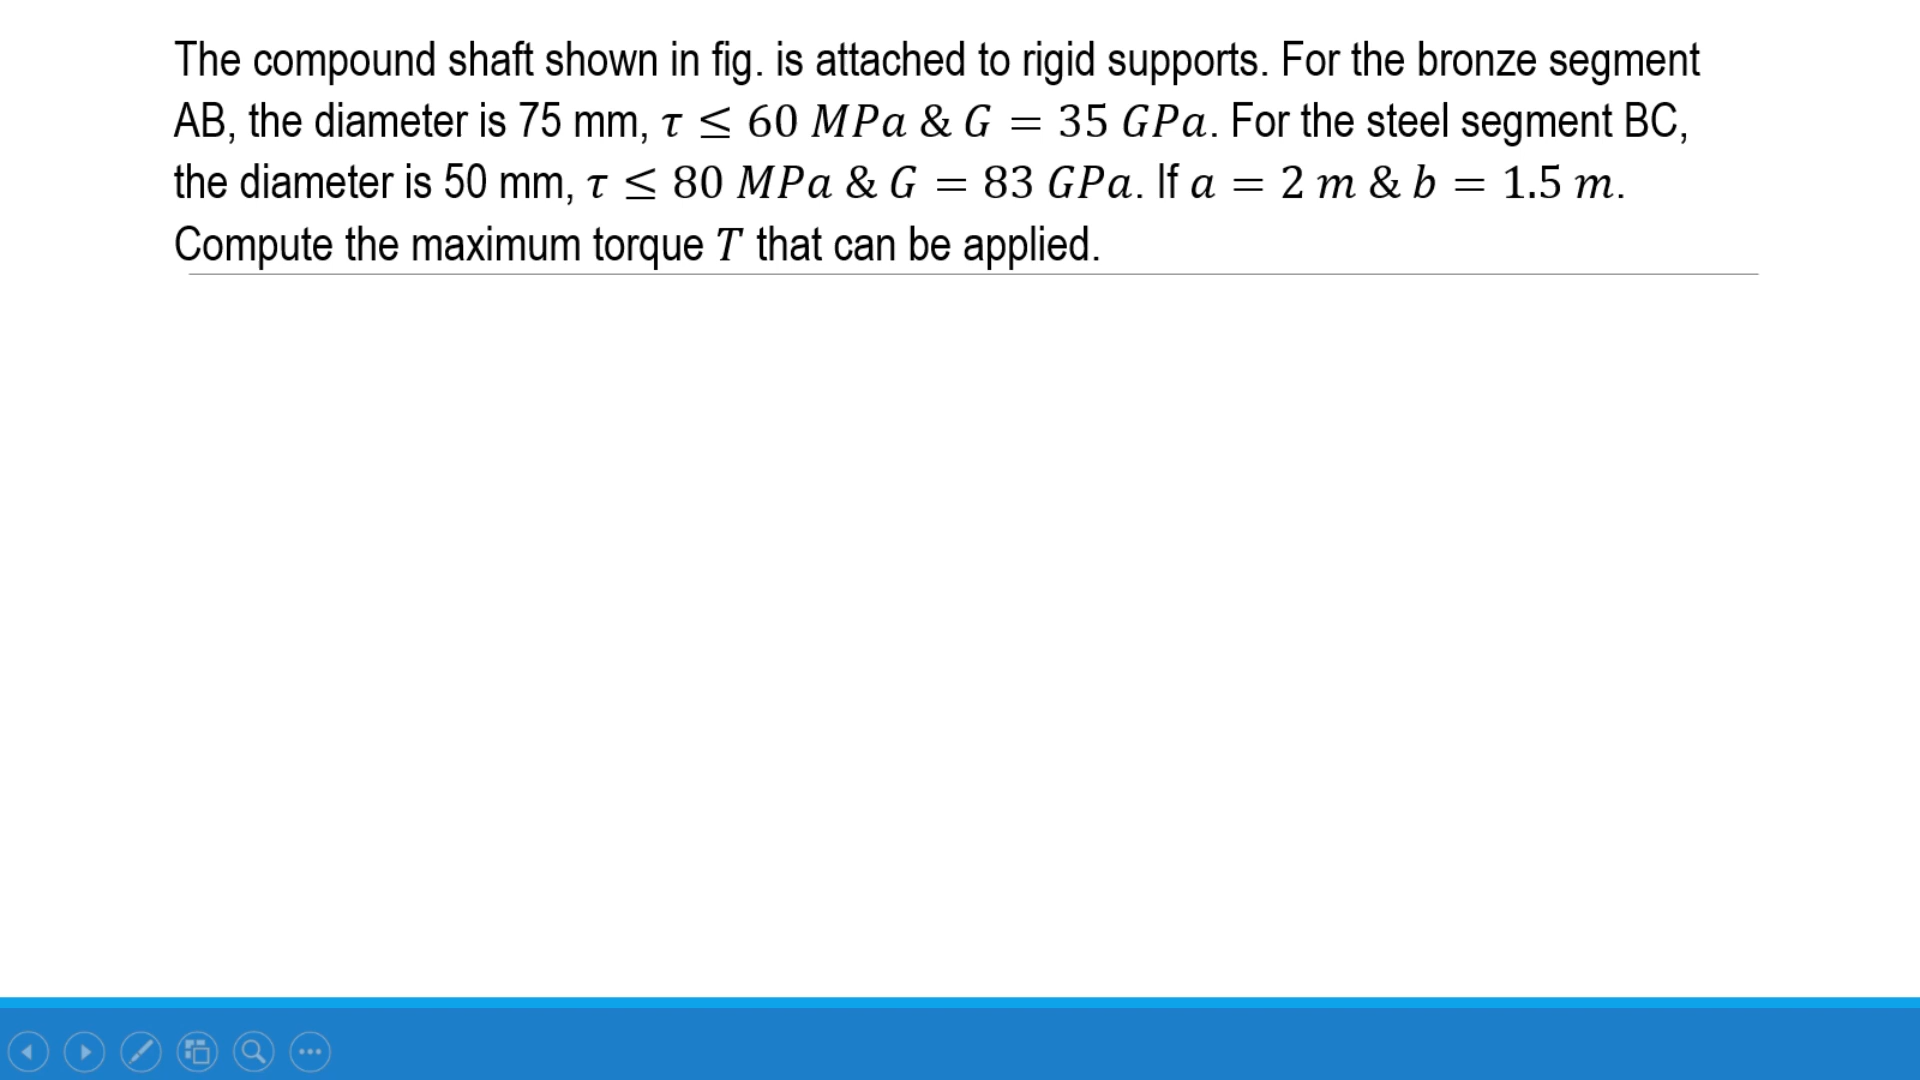 The compound shaft shown in fig. is attached to rigid supports. For the bronze segment
AB, the diameter is 75 mm, τ ≤ 60 MPa & G = 35 GPa. For the steel segment BC,
the diameter is 50 mm, τ ≤ 80 MPa & G = 83 GPa. If a = 2 m & b = 1.5 m.
Compute the maximum torque T that can be applied.